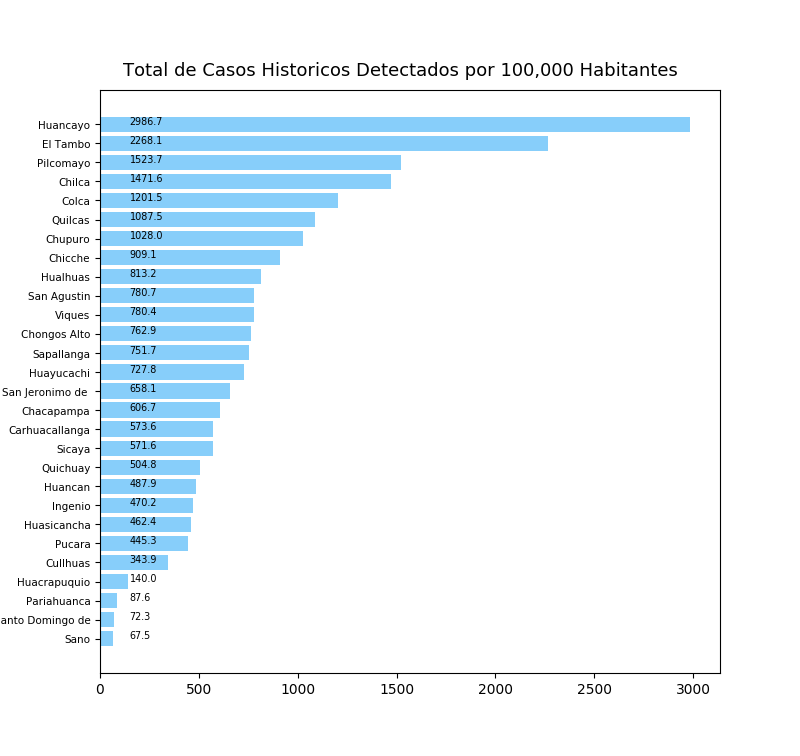 Total de Casos Historicos Detectados por 100,000 Habitantes
Huancayo 2986.7
El Tambo 2268.1
Pilcomayo 1523.7
Chilca 1471.6
Colca 1201.5
Quilcas 1087.5
Chupuro 1028.0
Chicche 909.1
Hualhuas 813.2
San Agustin 780.7
Viques 780.4
Chongos Alto 762.9
Sapallanga 751.7
Huayucachi 727.8
San Jeronimo de 658.1
Chacapampa 606.7
Carhuacallanga 573.6
Sicaya 571.6
Quichuay 504.8
Huancan 487.9
Ingenio 470.2
Huasicancha 462.4
Pucara 445.3
Cullhuas 343.9
Huacrapuquio 140.0
Pariahuanca 87.6
anto Domingo de 72.3
Sano 67.5
0 500 1000 1500 2000 2500 3000